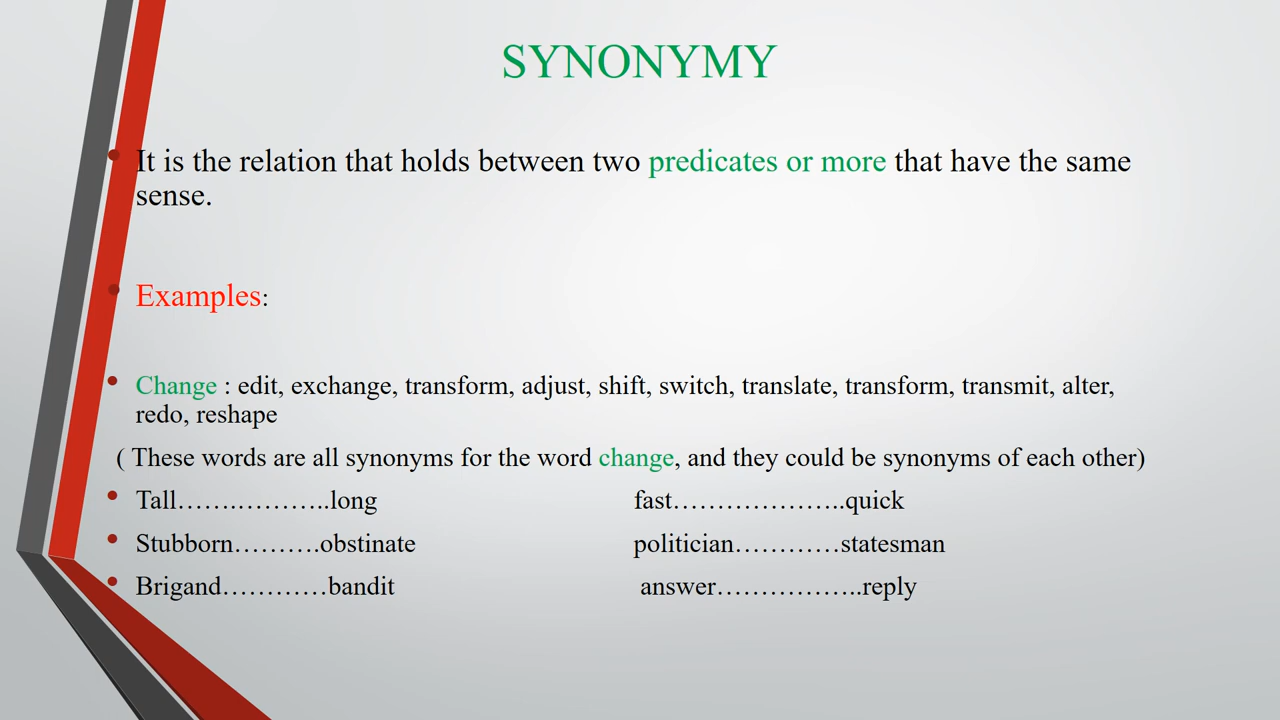 SYNONYMY
• It is the relation that holds between two predicates or more that have the same
sense.
• Examples:
• Change : edit, exchange, transform, adjust, shift, switch, translate, transform, transmit, alter,
redo, reshape
( These words are all synonyms for the word change, and they could be synonyms of each other)
• Tall…….………..long fast………………..quick
• Stubborn……….obstinate politician…………statesman
• Brigand…………bandit answer……………..reply